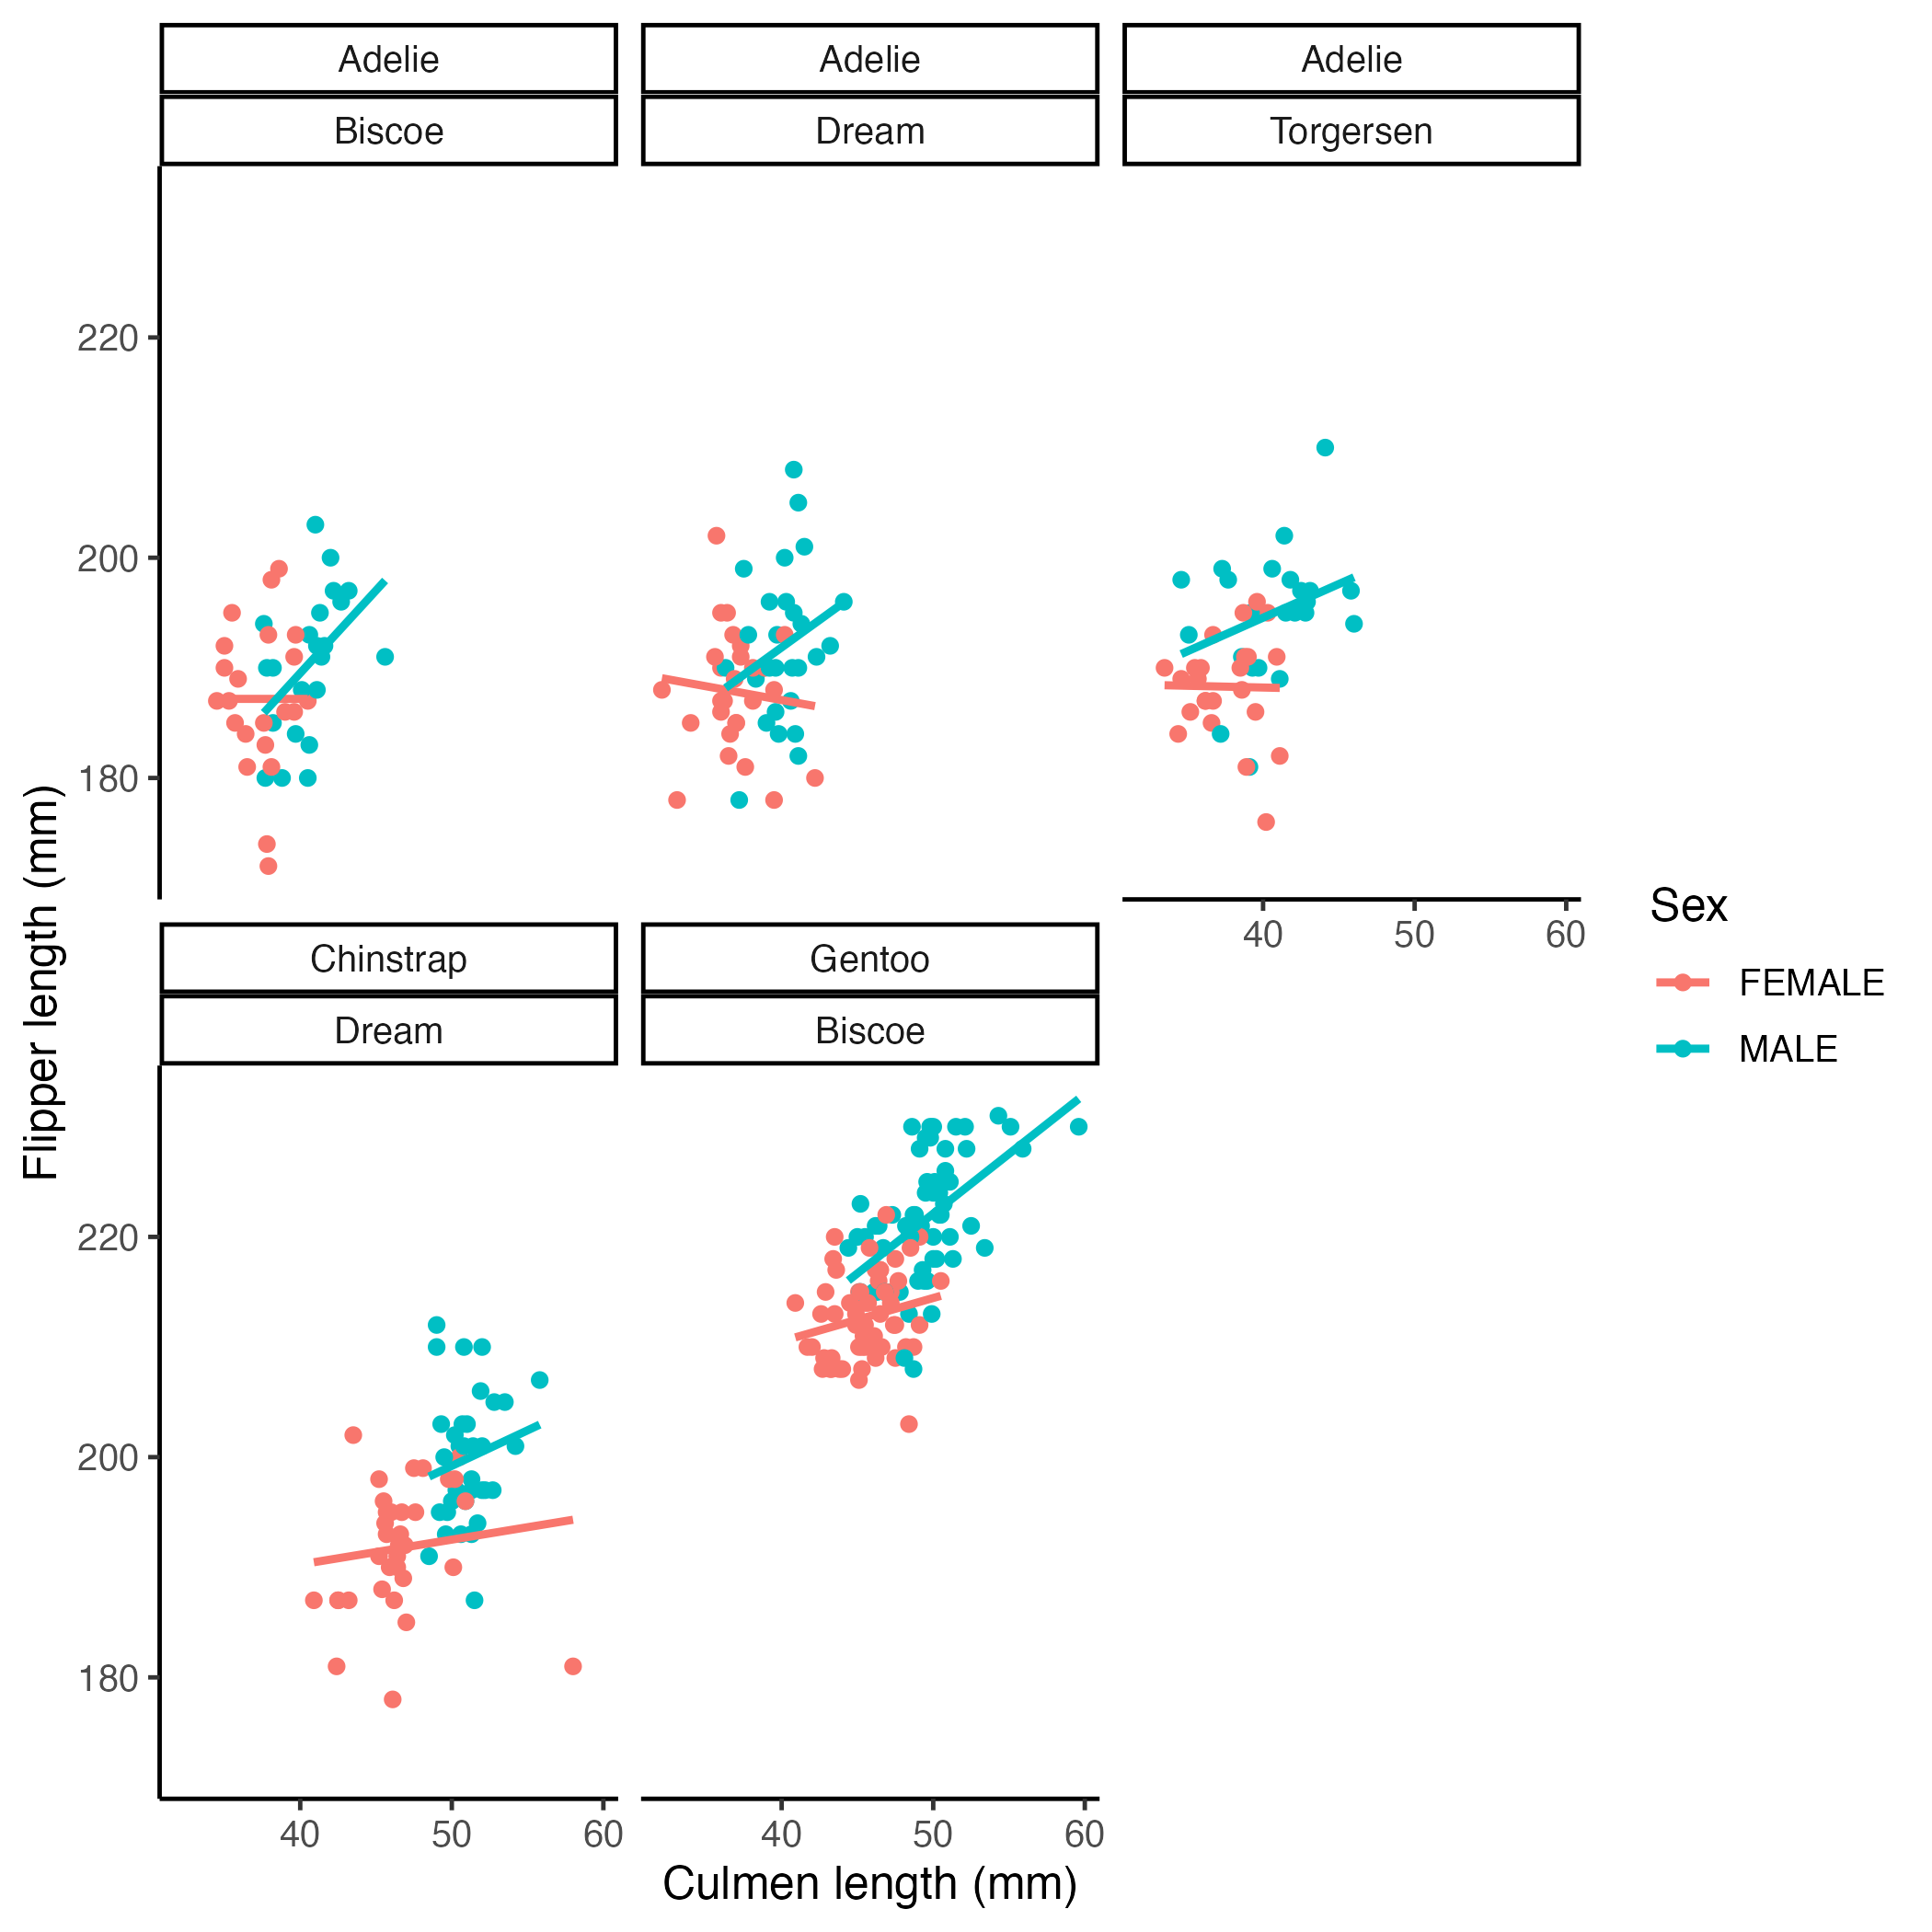 Adelie
Adelie
Adelie
Biscoe
Dream
Torgersen
220
200
180
40
50
60
Chinstrap
Gentoo
Dream
Biscoe
220
200
180
40
50
60
40
50
60
Culmen length (mm)
Flipper length (mm)
Sex
FEMALE
MALE